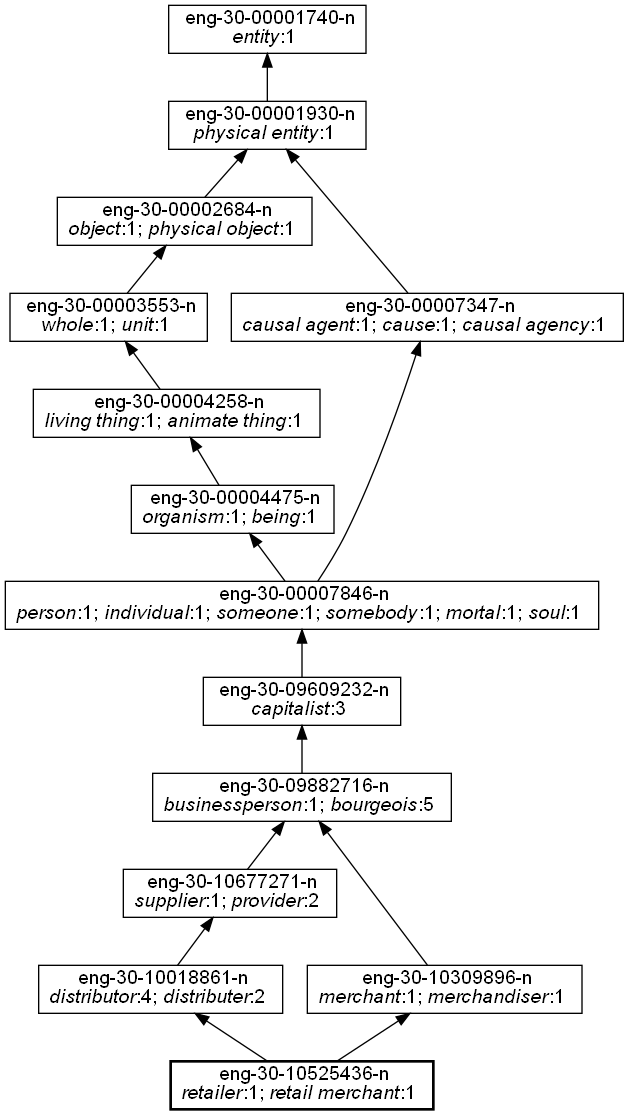 eng-30-00001740-n
entity:1
eng-30-00001930-n
physical entity:1
eng-30-00002684-n
object:1; physical object:1
eng-30-00003553-n
whole:1; unit:1
eng-30-00007347-n
causal agent:1; cause:1; causal agency:1
eng-30-00004258-n
living thing:1; animate thing:1
eng-30-00004475-n
organism:1; being:1
eng-30-00007846-n
person:1; individual:1; someone:1; somebody:1; mortal:1; soul:1
eng-30-09609232-n
capitalist:3
eng-30-09882716-n
businessperson:1; bourgeois:5
eng-30-10677271-n
supplier:1; provider:2
eng-30-10018861-n
distributor:4; distributer:2
eng-30-10309896-n
merchant:1; merchandiser:1
eng-30-10525436-n
retailer:1; retail merchant:1